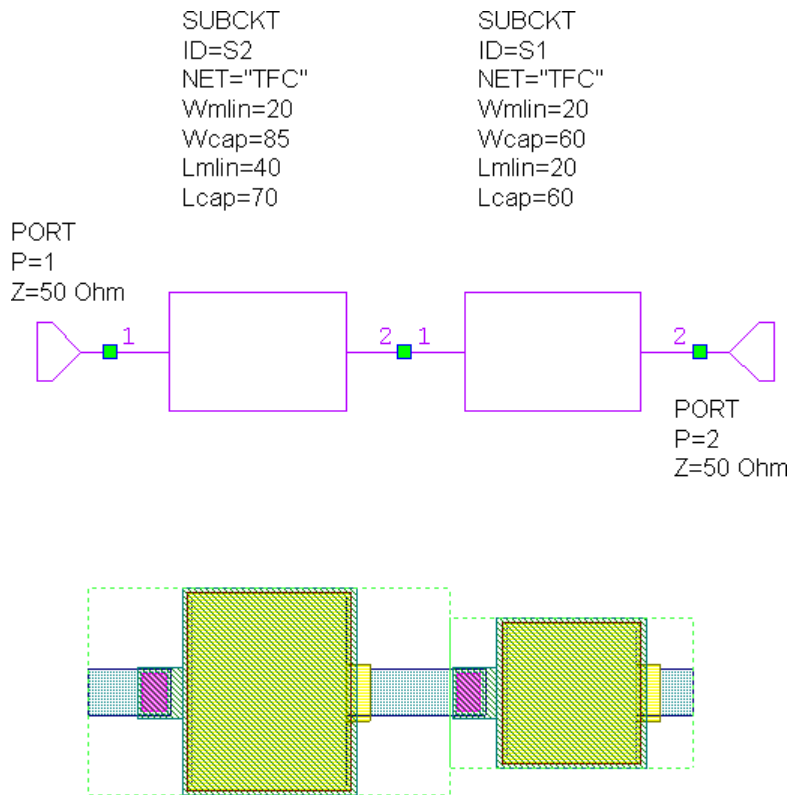 SUBCKT
ID=S2
NET="TFC"
Wmlin=20
Wcap=85
Lmlin=40
Lcap=70
SUBCKT
ID=S1
NET="TFC"
Wmlin=20
Wcap=60
Lmlin=20
Lcap=60
PORT
P=1
Z=50 Ohm
1
2
1
2
PORT
P=2
Z=50 Ohm